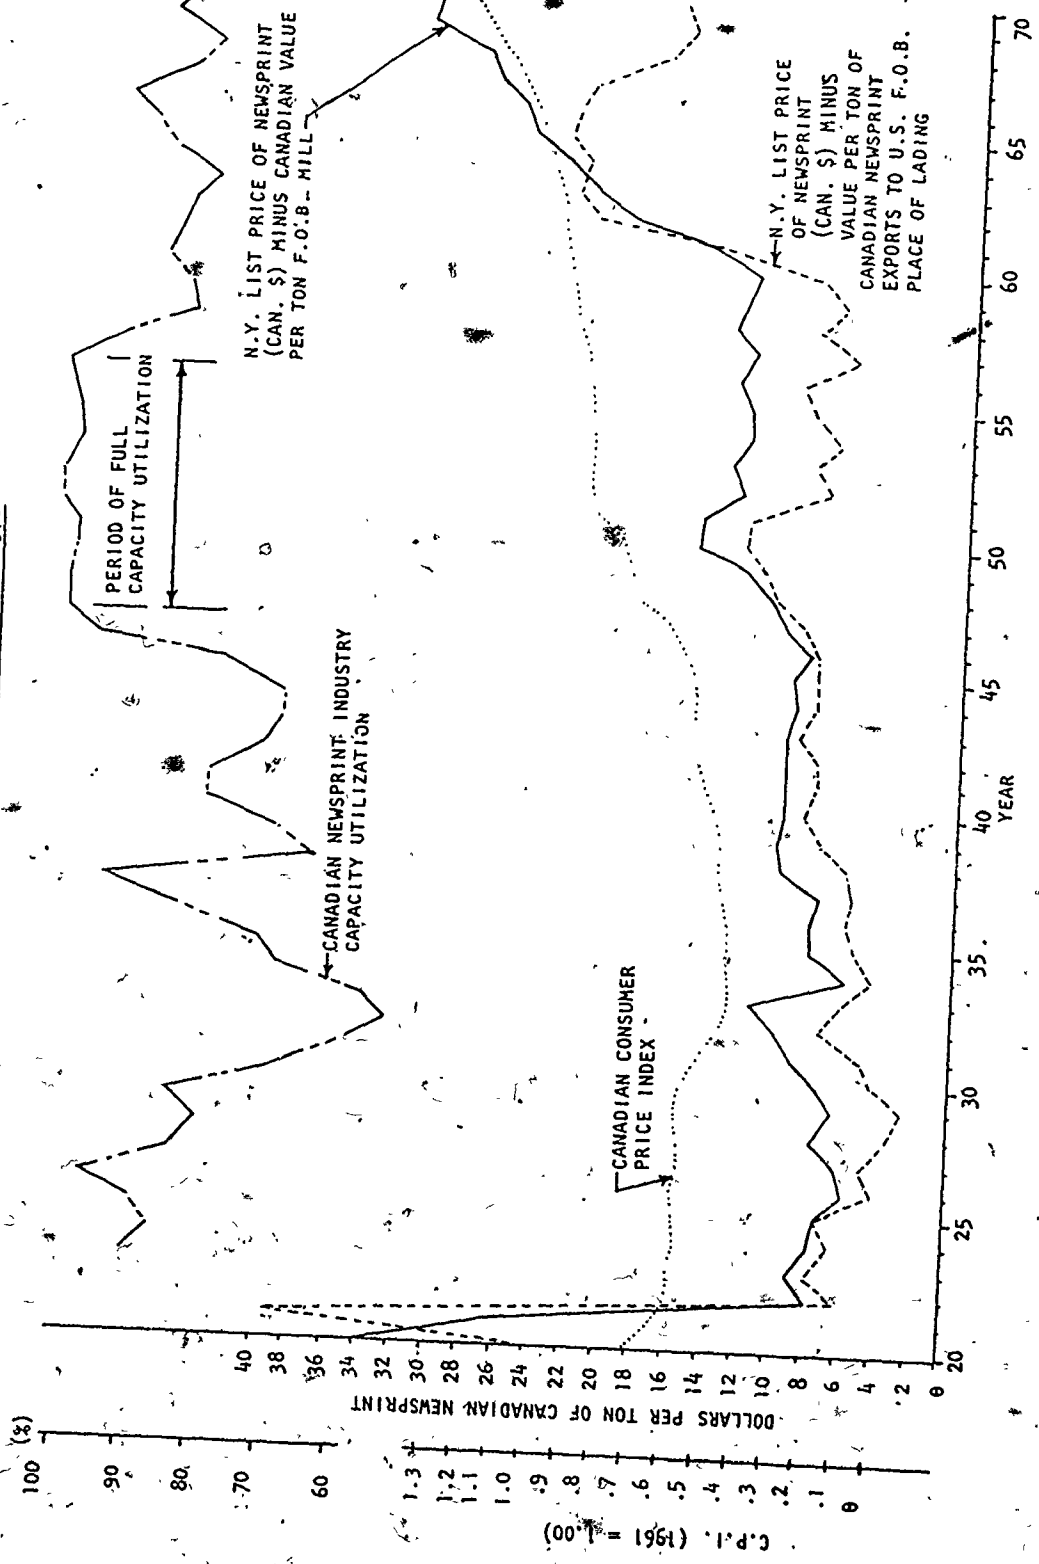 PERIOD OF FULL
CAPACITY UTILIZATION
N.Y. LIST PRICE OF NEWSPRINT
(CAN. $) MINUS CANADIAN VALUE
PER TON F.O.B. MILL
CANADIAN NEWSPRINT INDUSTRY
CAPACITY UTILIZATION
CANADIAN CONSUMER
PRICE INDEX
N.Y. LIST PRICE
OF NEWSPRINT
(CAN. $) MINUS
VALUE PER TON OF
CANADIAN NEWSPRINT
EXPORTS TO U.S. F.O.B.
PLACE OF LADING
(%)
100
90
80
70
60
C.P.I. (1961 = 1.00)
1.3
1.2
1.1
1.0
.9
.8
.7
.6
.5
.4
.3
.2
.1
0
DOLLARS PER TON OF CANADIAN NEWSPRINT
40
38
36
34
32
30
28
26
24
22
20
18
16
14
12
10
8
6
4
2
0
20 25 30 35 40 45 50 55 60 65 70
YEAR